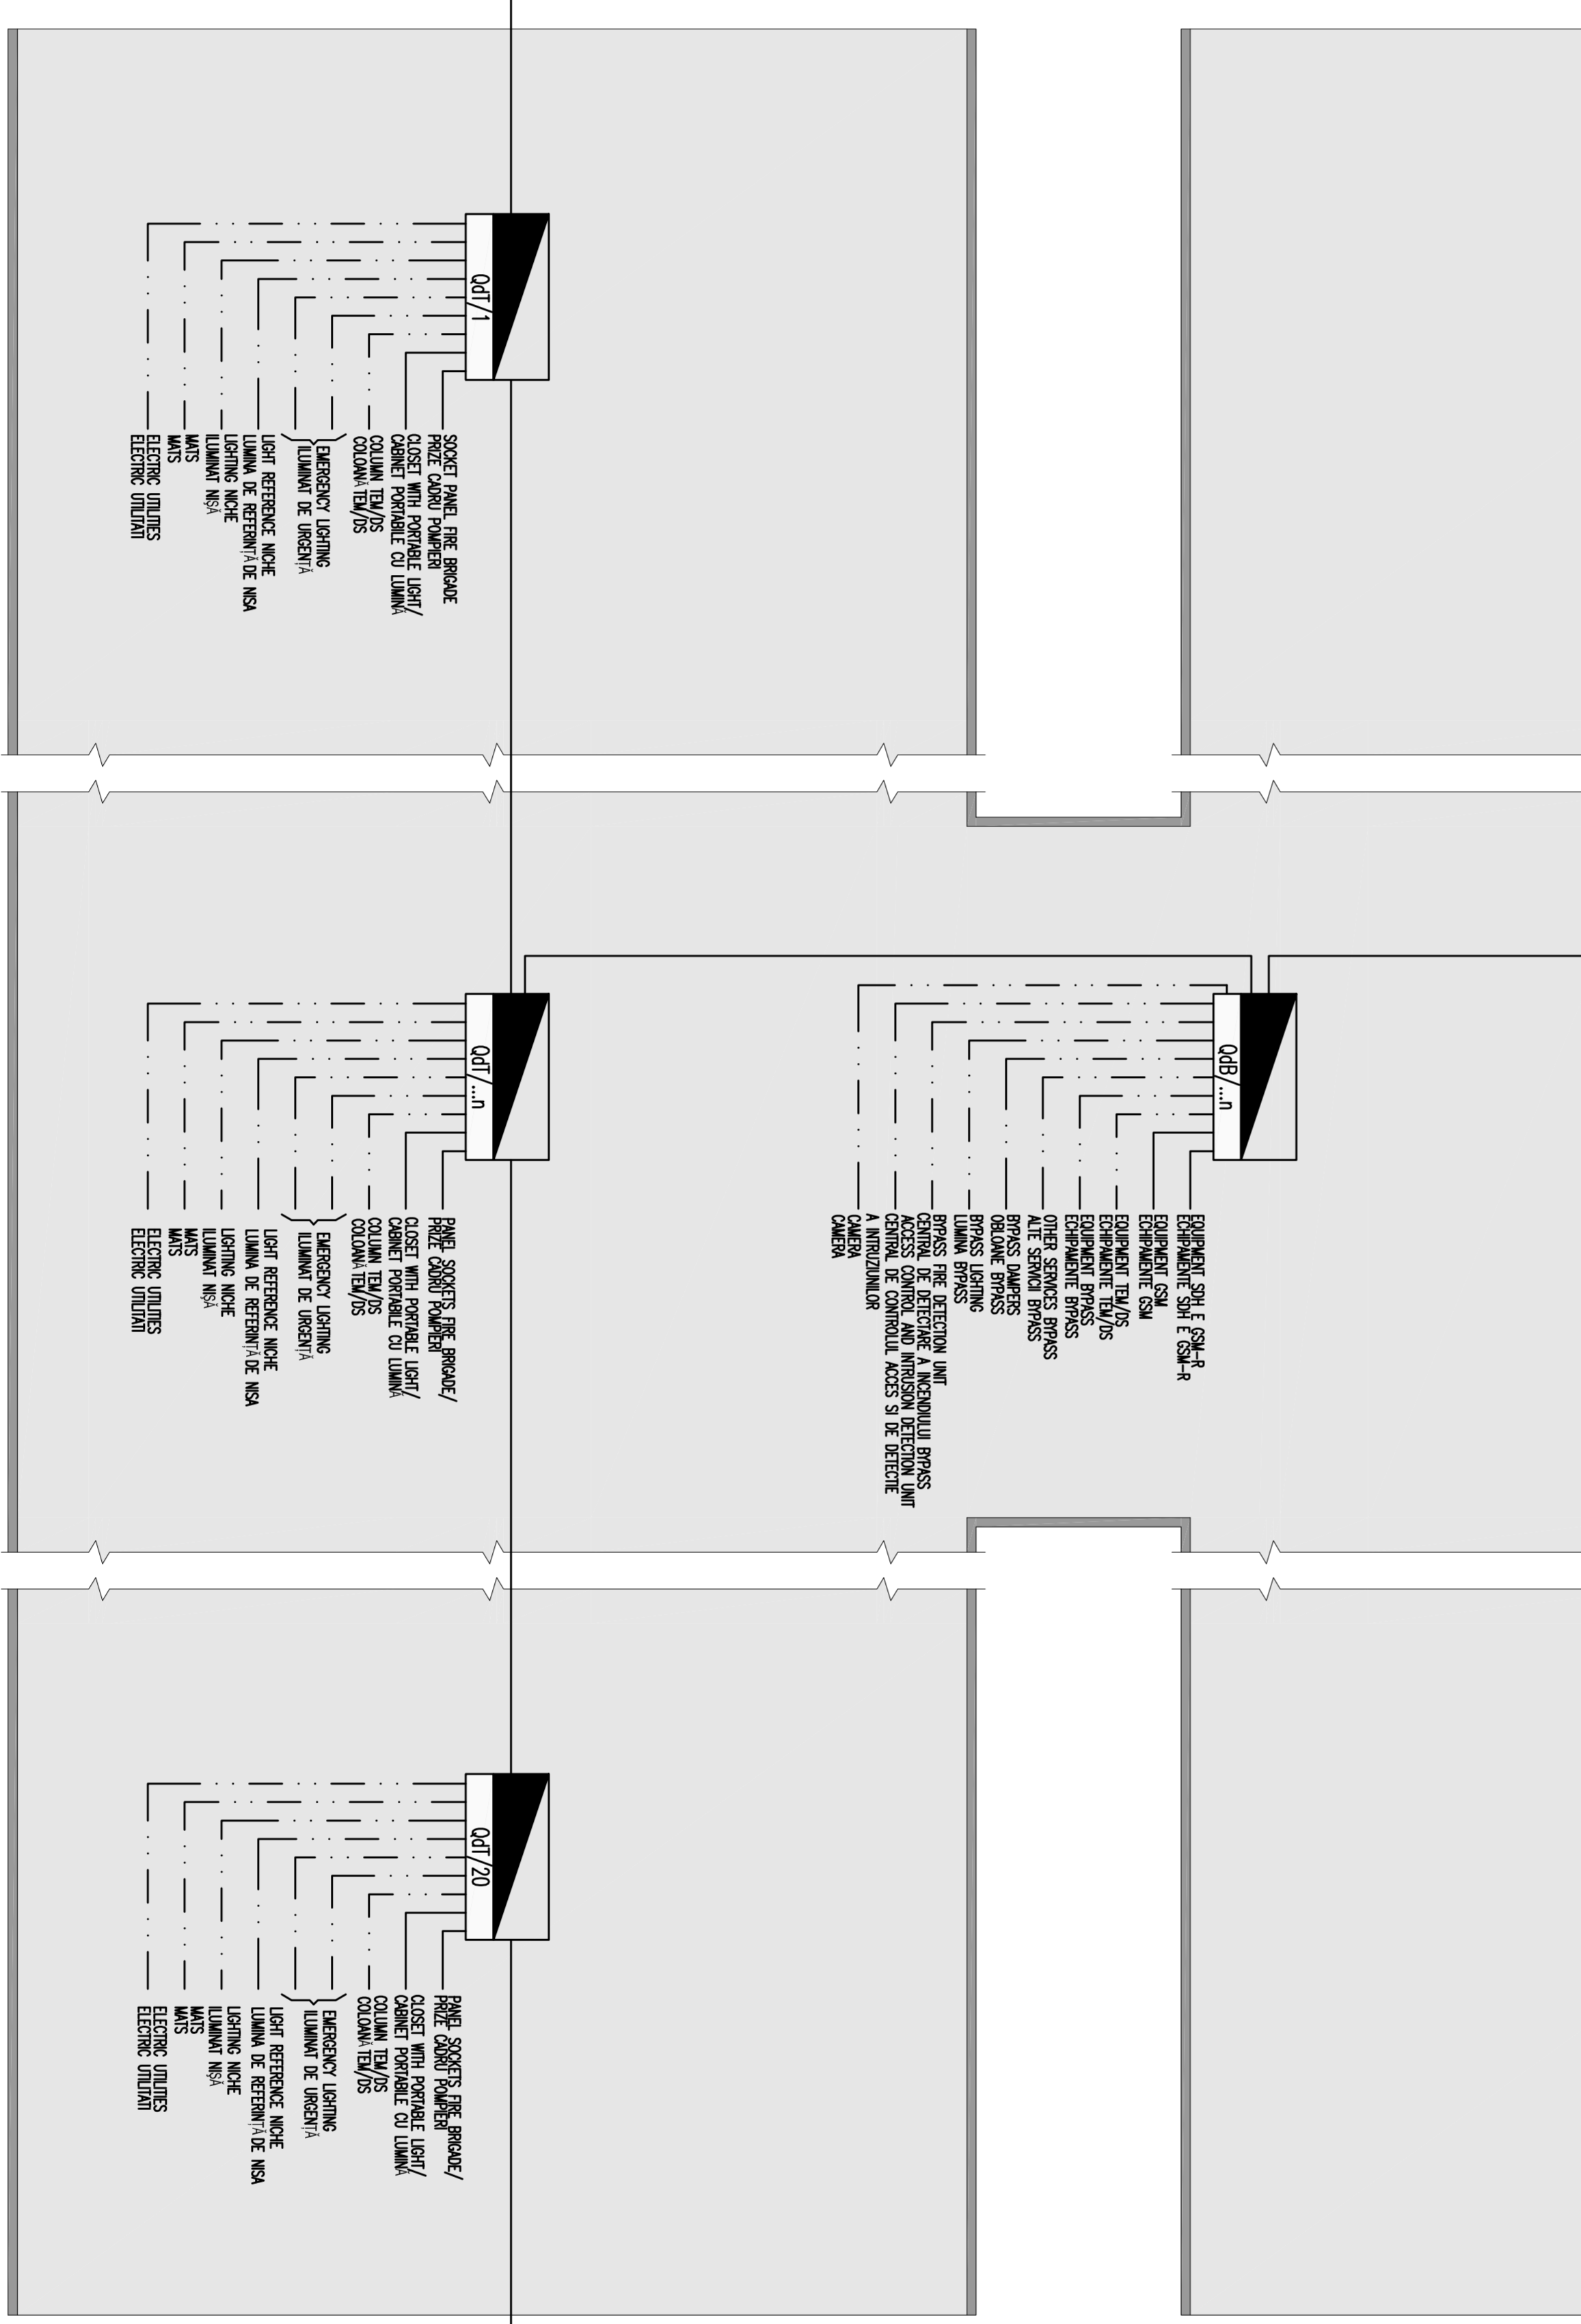 QdT/1
SOCKET PANEL FIRE BRIGADE
PRIZE CADRU POMPIERI
CLOSET WITH PORTABLE LIGHT/
CABINET PORTABILE CU LUMINĂ
COLUMN TEM/DS
COLOANĂ TEM/DS
EMERGENCY LIGHTING
ILUMINAT DE URGENȚĂ
LIGHT REFERENCE NICHE
LUMINA DE REFERINȚĂ DE NISA
LIGHTING NICHE
ILUMINAT NIȘĂ
MATS
MATS
ELECTRIC UTILITIES
ELECTRIC UTILITATI
QdB/...n
EQUIPMENT SDH E GSM-R
ECHIPAMENTE SDH E GSM-R
EQUIPMENT GSM
ECHIPAMENTE GSM
EQUIPMENT TEM/DS
ECHIPAMENTE TEM/DS
EQUIPMENT BYPASS
ECHIPAMENTE BYPASS
OTHER SERVICES BYPASS
ALTE SERVICII BYPASS
BYPASS DAMPERS
OBLOANE BYPASS
BYPASS LIGHTING
LUMINA BYPASS
BYPASS FIRE DETECTION UNIT
CENTRAL DE DETECTARE A INCENDIULUI BYPASS
ACCESS CONTROL AND INTRUSION DETECTION UNIT
CENTRAL DE CONTROLUL ACCES SI DE DETECTIE
A INTRUZIUNILOR
CAMERA
CAMERA
QdT/...n
PANEL SOCKETS FIRE BRIGADE/
PRIZE CADRU POMPIERI
CLOSET WITH PORTABLE LIGHT/
CABINET PORTABILE CU LUMINĂ
COLUMN TEM/DS
COLOANĂ TEM/DS
EMERGENCY LIGHTING
ILUMINAT DE URGENȚĂ
LIGHT REFERENCE NICHE
LUMINA DE REFERINȚĂ DE NISA
LIGHTING NICHE
ILUMINAT NIȘĂ
MATS
MATS
ELECTRIC UTILITIES
ELECTRIC UTILITATI
QdT/20
PANEL SOCKETS FIRE BRIGADE/
PRIZE CADRU POMPIERI
CLOSET WITH PORTABLE LIGHT/
CABINET PORTABILE CU LUMINĂ
COLUMN TEM/DS
COLOANĂ TEM/DS
EMERGENCY LIGHTING
ILUMINAT DE URGENȚĂ
LIGHT REFERENCE NICHE
LUMINA DE REFERINȚĂ DE NISA
LIGHTING NICHE
ILUMINAT NIȘĂ
MATS
MATS
ELECTRIC UTILITIES
ELECTRIC UTILITATI